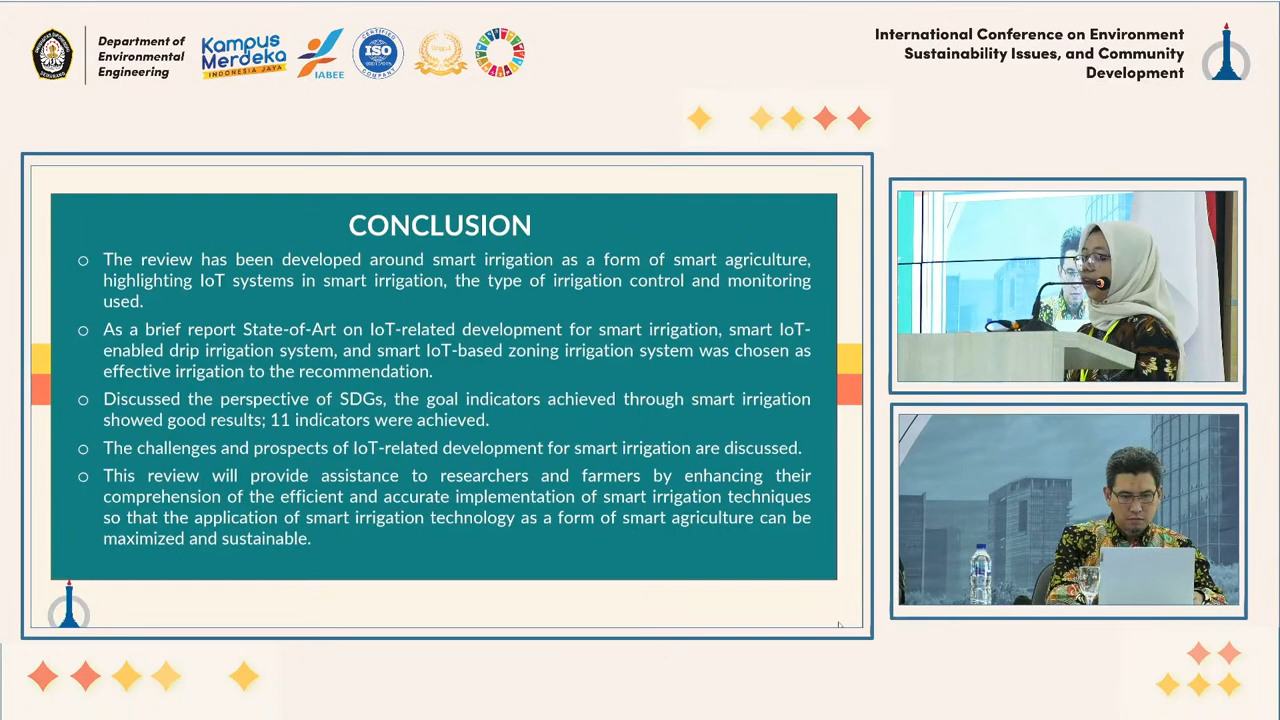 Department of
Environmental
Engineering
Kampus
Merdeka
INDONESIA JAYA
IABEE
CERTIFIED
ISO
COMPANY
International Conference on Environment
Sustainability Issues, and Community
Development
CONCLUSION
The review has been developed around smart irrigation as a form of smart agriculture,
highlighting IoT systems in smart irrigation, the type of irrigation control and monitoring
used.
As a brief report State-of-Art on IoT-related development for smart irrigation, smart IoT-
enabled drip irrigation system, and smart IoT-based zoning irrigation system was chosen as
effective irrigation to the recommendation.
Discussed the perspective of SDGs, the goal indicators achieved through smart irrigation
showed good results; 11 indicators were achieved.
The challenges and prospects of IoT-related development for smart irrigation are discussed.
This review will provide assistance to researchers and farmers by enhancing their
comprehension of the efficient and accurate implementation of smart irrigation techniques
so that the application of smart irrigation technology as a form of smart agriculture can be
maximized and sustainable.